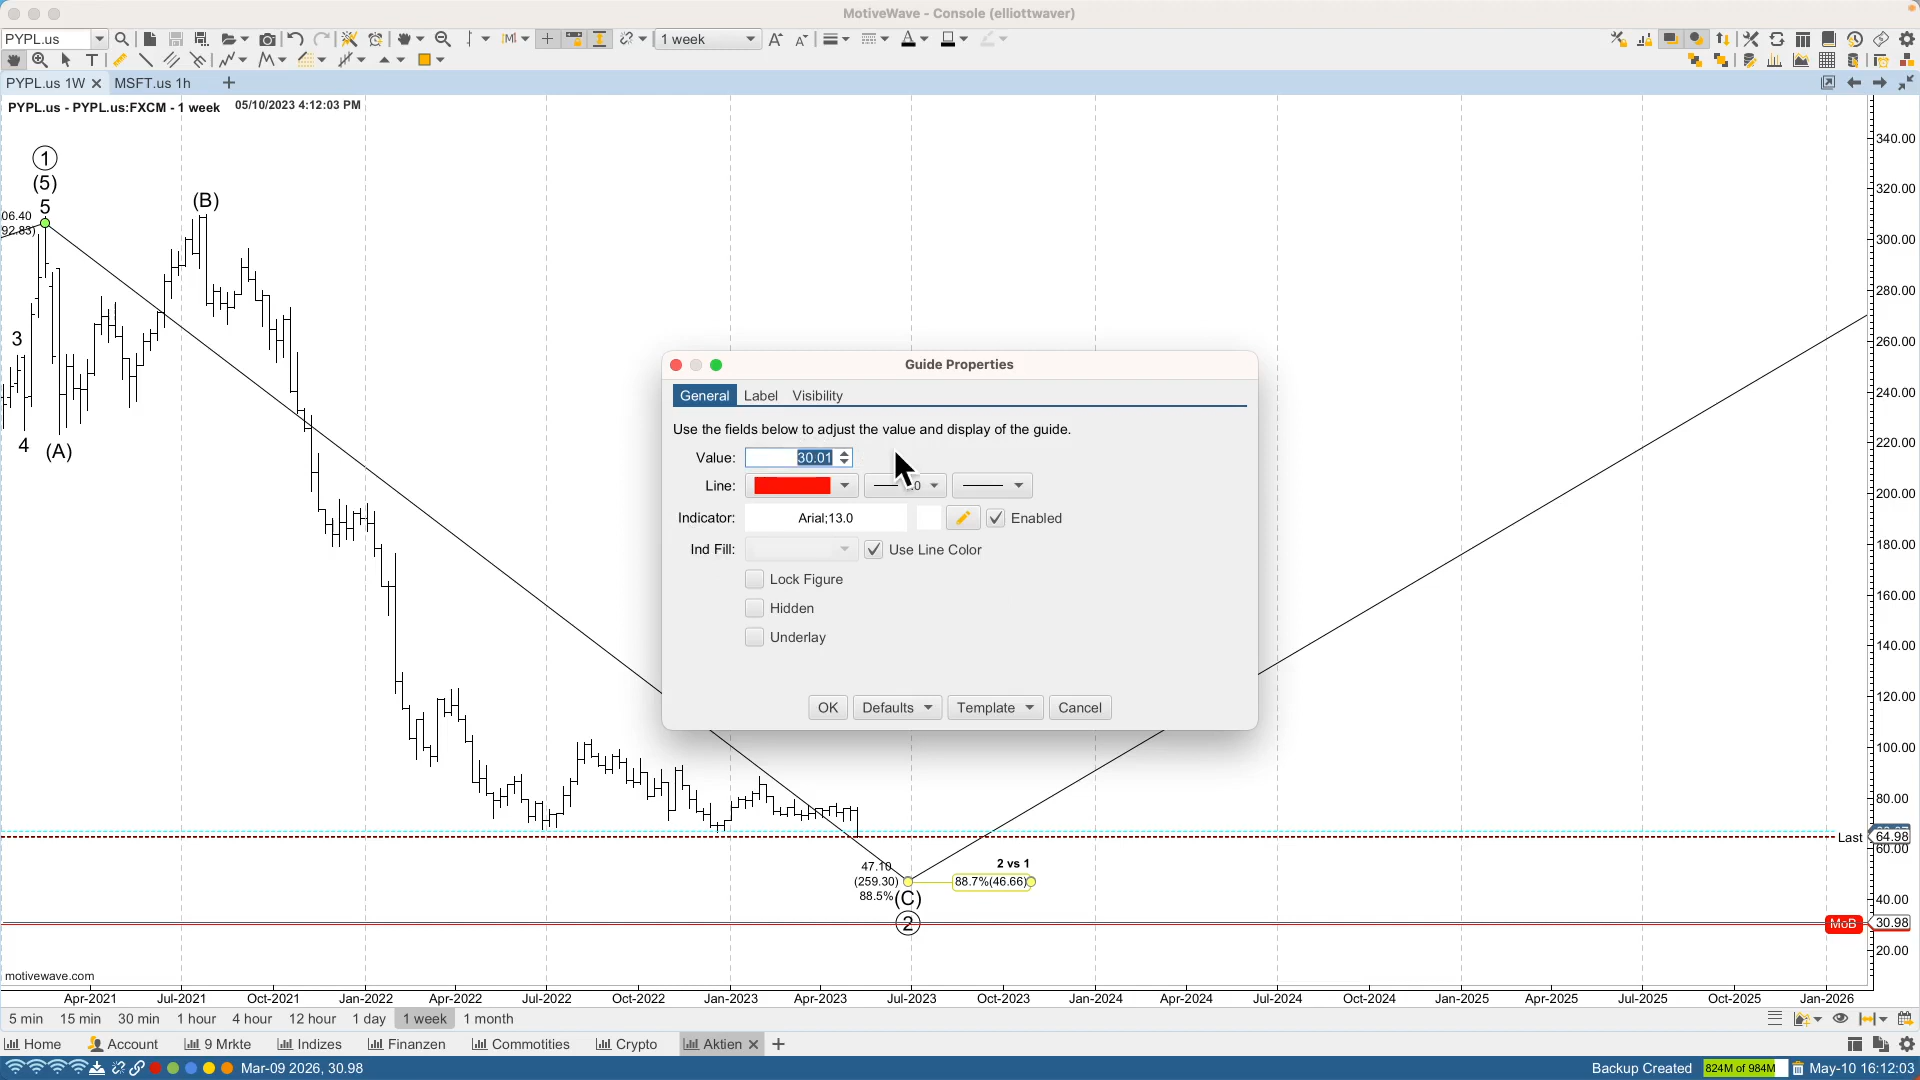 MotiveWave - Console (elliottwaver)
PYPL.us
1 week
PYPL.us 1W
MSFT.us 1h
PYPL.us - PYPL.us:FXCM - 1 week 05/10/2023 4:12:03 PM
340.00
320.00
300.00
280.00
260.00
240.00
220.00
200.00
180.00
160.00
140.00
120.00
100.00
80.00
60.00
40.00
20.00
1
(5)
5
06.40
92.83)
(B)
3
4
(A)
Guide Properties
General Label Visibility
Use the fields below to adjust the value and display of the guide.
Value: 30.01
Line:
Indicator: Arial;13.0 Enabled
Ind Fill: Use Line Color
Lock Figure
Hidden
Underlay
OK Defaults Template Cancel
Last 64.98
47.10
(259.30)
88.5%
(C)
2
2 vs 1
88.7%(46.66)
MoB 30.98
motivewave.com
Apr-2021 Jul-2021 Oct-2021 Jan-2022 Apr-2022 Jul-2022 Oct-2022 Jan-2023 Apr-2023 Jul-2023 Oct-2023 Jan-2024 Apr-2024 Jul-2024 Oct-2024 Jan-2025 Apr-2025 Jul-2025 Oct-2025 Jan-2026
5 min 15 min 30 min 1 hour 4 hour 12 hour 1 day 1 week 1 month
Home Account 9 Mrkte Indizes Finanzen Commotities Crypto Aktien
Mar-09 2026, 30.98
Backup Created 824M of 984M May-10 16:12:03